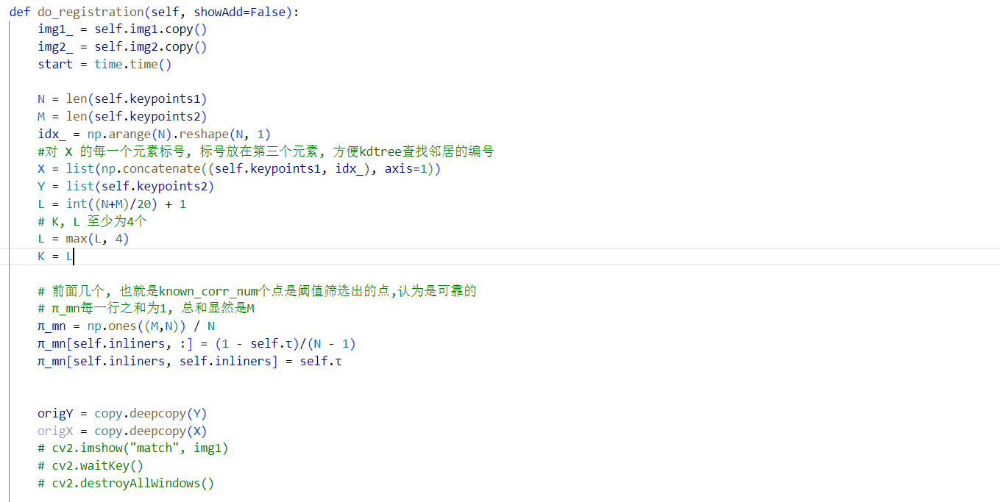 def do_registration(self, showAdd=False):
    img1_ = self.img1.copy()
    img2_ = self.img2.copy()
    start = time.time()
    N = len(self.keypoints1)
    M = len(self.keypoints2)
    idx_ = np.arange(N).reshape(N, 1)
    #对 X 的每一个元素标号, 标号放在第三个元素, 方便kdtree查找邻居的编号
    X = list(np.concatenate((self.keypoints1, idx_), axis=1))
    Y = list(self.keypoints2)
    L = int((N+M)/20) + 1
    # K, L 至少为4个
    L = max(L, 4)
    K = L
    # 前面几个, 也就是known_corr_num个点是阈值筛选出的点,认为是可靠的
    # π_mn每一行之和为1, 总和显然是M
    π_mn = np.ones((M,N)) / N
    π_mn[self.inliners, :] = (1 - self.τ)/(N - 1)
    π_mn[self.inliners, self.inliners] = self.τ
    origY = copy.deepcopy(Y)
    origX = copy.deepcopy(X)
    # cv2.imshow("match", img1)
    # cv2.waitKey()
    # cv2.destroyAllWindows()